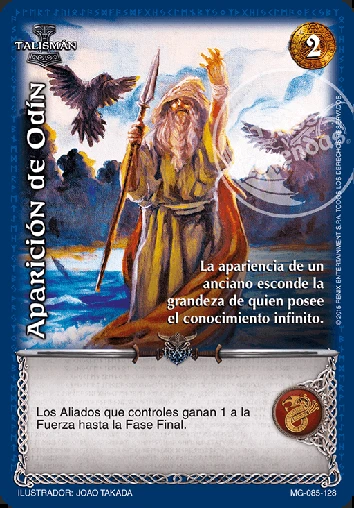 TALISMÁN
2
Aparición de Odín
La apariencia de un
anciano esconde la
grandeza de quien posee
el conocimiento infinito.
Los Aliados que controles ganan 1 a la
Fuerza hasta la Fase Final.
ILUSTRADOR: JOAO TAKADA
MG-085-128